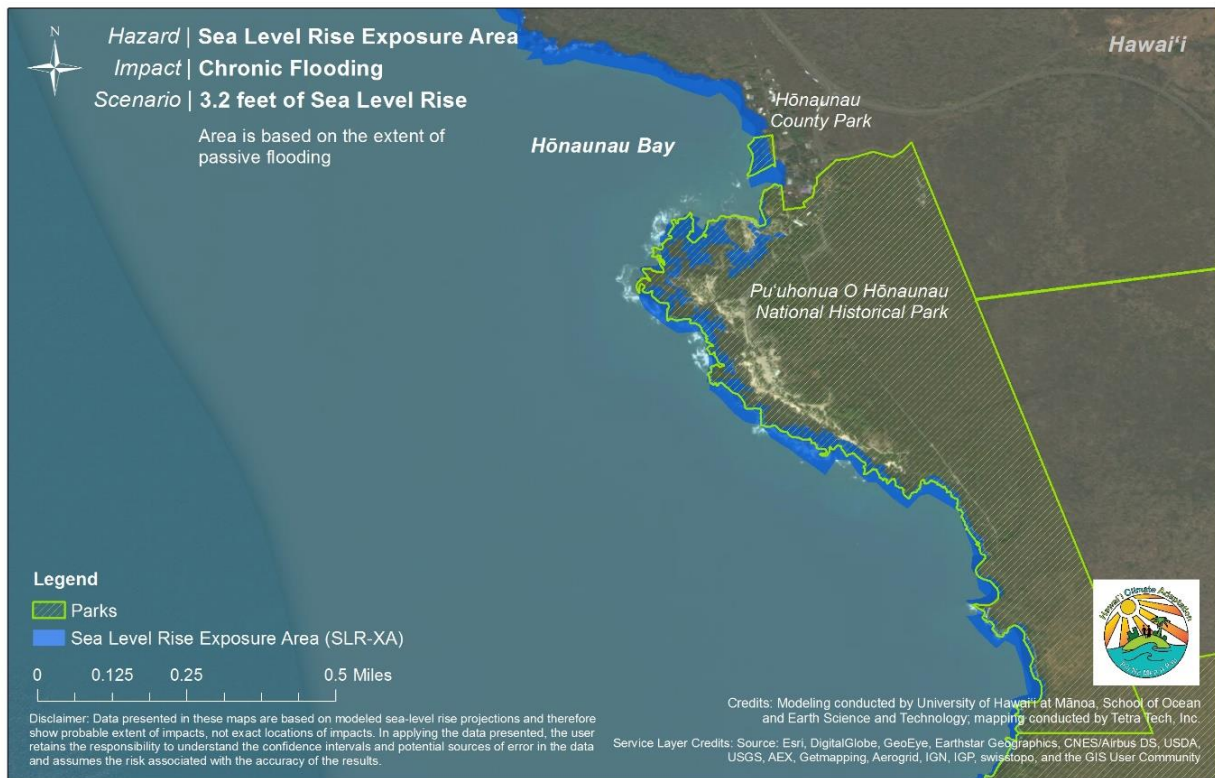 N
Hazard | Sea Level Rise Exposure Area
Impact | Chronic Flooding
Scenario | 3.2 feet of Sea Level Rise
Area is based on the extent of
passive flooding
Hawai‘i
Hōnaunau
County Park
Hōnaunau Bay
Pu‘uhonua O Hōnaunau
National Historical Park
Legend
Parks
Sea Level Rise Exposure Area (SLR-XA)
0 0.125 0.25 0.5 Miles
Disclaimer: Data presented in these maps are based on modeled sea-level rise projections and therefore
show probable extent of impacts, not exact locations of impacts. In applying the data presented, the user
retains the responsibility to understand the confidence intervals and potential sources of error in the data
and assumes the risk associated with the accuracy of the results.
Hawai‘i Climate Adaptation
Credits: Modeling conducted by University of Hawai‘i at Mānoa, School of Ocean
and Earth Science and Technology; mapping conducted by Tetra Tech, Inc.
Service Layer Credits: Source: Esri, DigitalGlobe, GeoEye, Earthstar Geographics, CNES/Airbus DS, USDA,
USGS, AEX, Getmapping, Aerogrid, IGN, IGP, swisstopo, and the GIS User Community